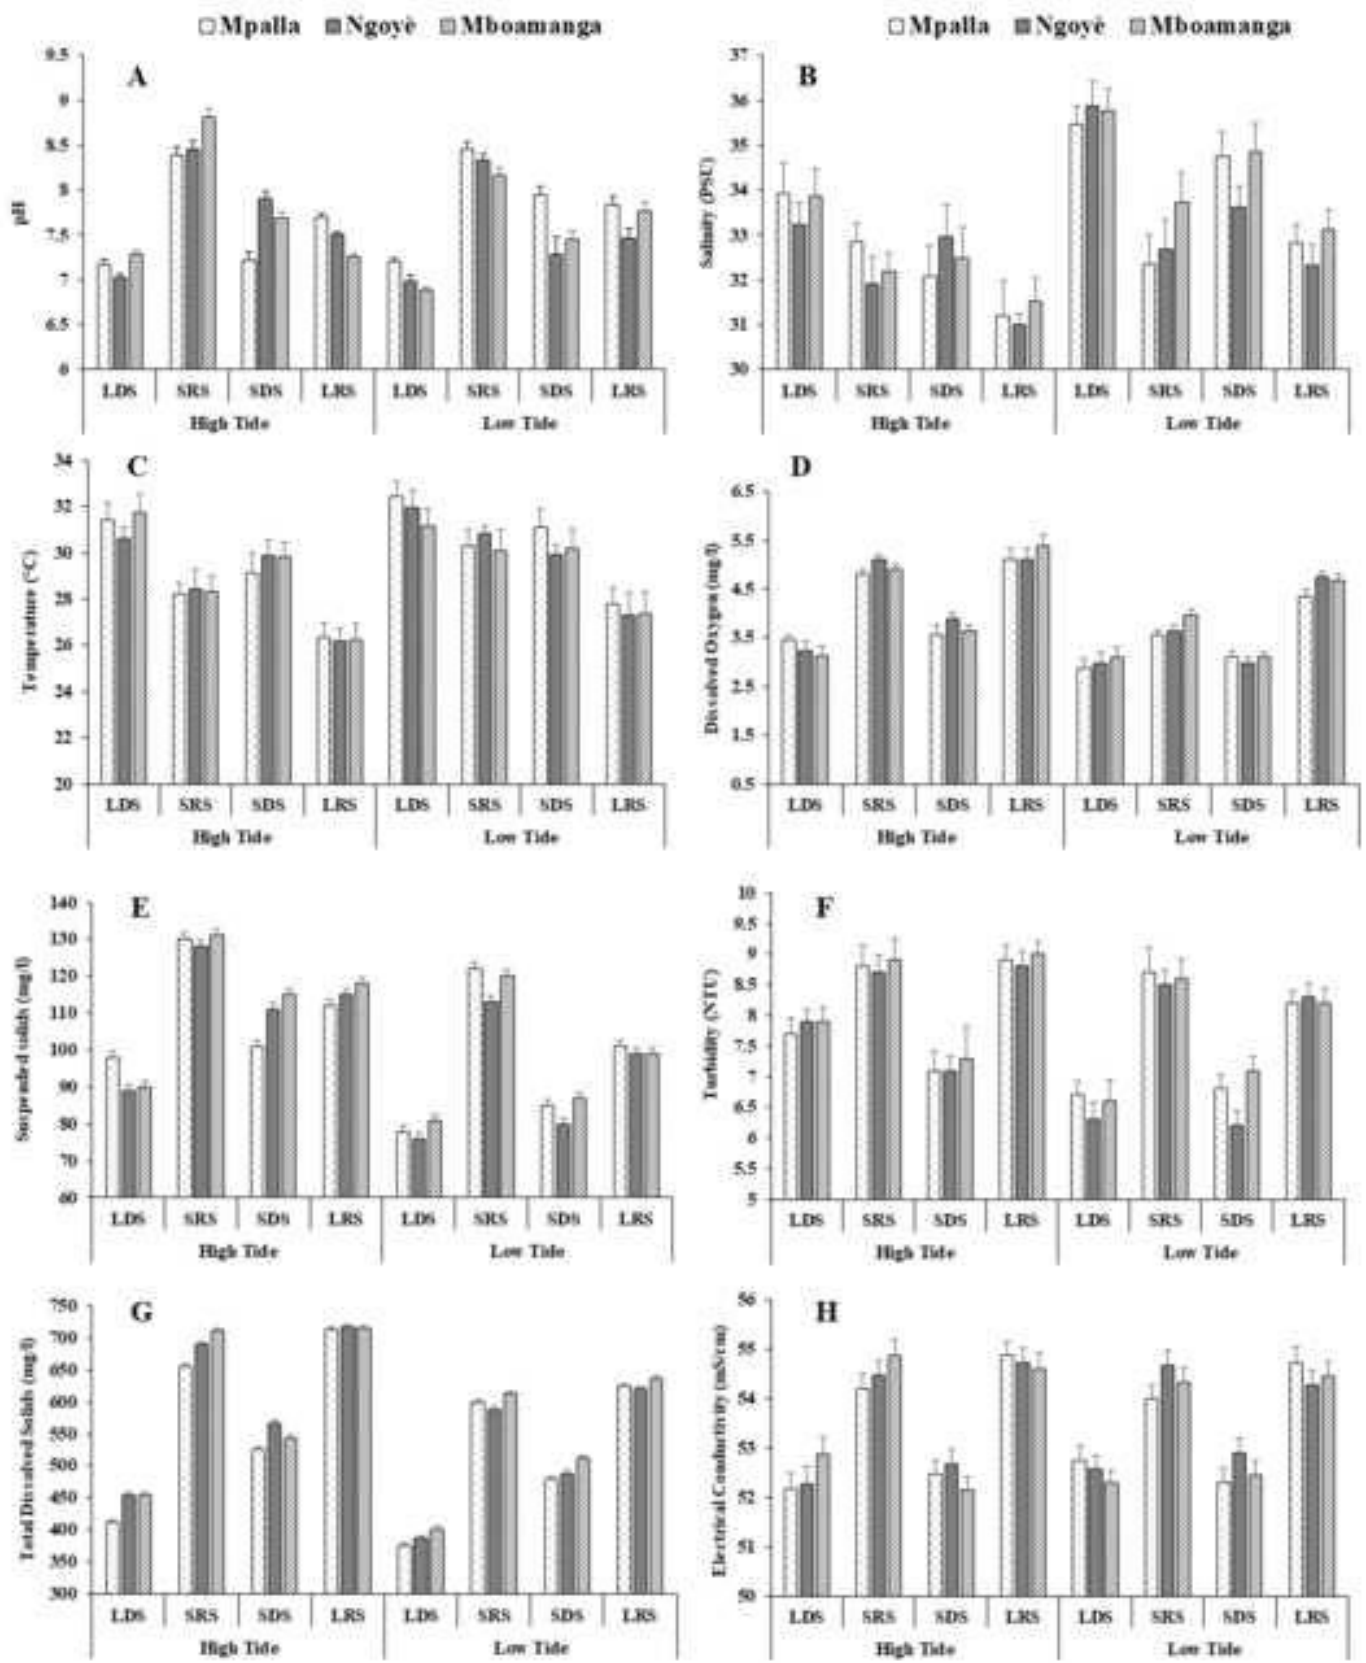 Mpalla Ngoyè Mboamanga
A
pH
9.5
9
8.5
8
7.5
7
6.5
6
LDS SRS SDS LRS LDS SRS SDS LRS
High Tide Low Tide
Mpalla Ngoyè Mboamanga
B
Salinity (PSU)
37
36
35
34
33
32
31
30
LDS SRS SDS LRS LDS SRS SDS LRS
High Tide Low Tide
C
Temperature (°C)
34
32
30
28
26
24
22
20
LDS SRS SDS LRS LDS SRS SDS LRS
High Tide Low Tide
D
Dissolved Oxygen (mg/l)
6.5
5.5
4.5
3.5
2.5
1.5
0.5
LDS SRS SDS LRS LDS SRS SDS LRS
High Tide Low Tide
E
Suspended solids (mg/l)
140
130
120
110
100
90
80
70
60
LDS SRS SDS LRS LDS SRS SDS LRS
High Tide Low Tide
F
Turbidity (NTU)
10
9.5
9
8.5
8
7.5
7
6.5
6
5.5
5
LDS SRS SDS LRS LDS SRS SDS LRS
High Tide Low Tide
G
Total Dissolved Solids (mg/l)
750
700
650
600
550
500
450
400
350
300
LDS SRS SDS LRS LDS SRS SDS LRS
High Tide Low Tide
H
Electrical Conductivity (mS/cm)
56
55
54
53
52
51
50
LDS SRS SDS LRS LDS SRS SDS LRS
High Tide Low Tide